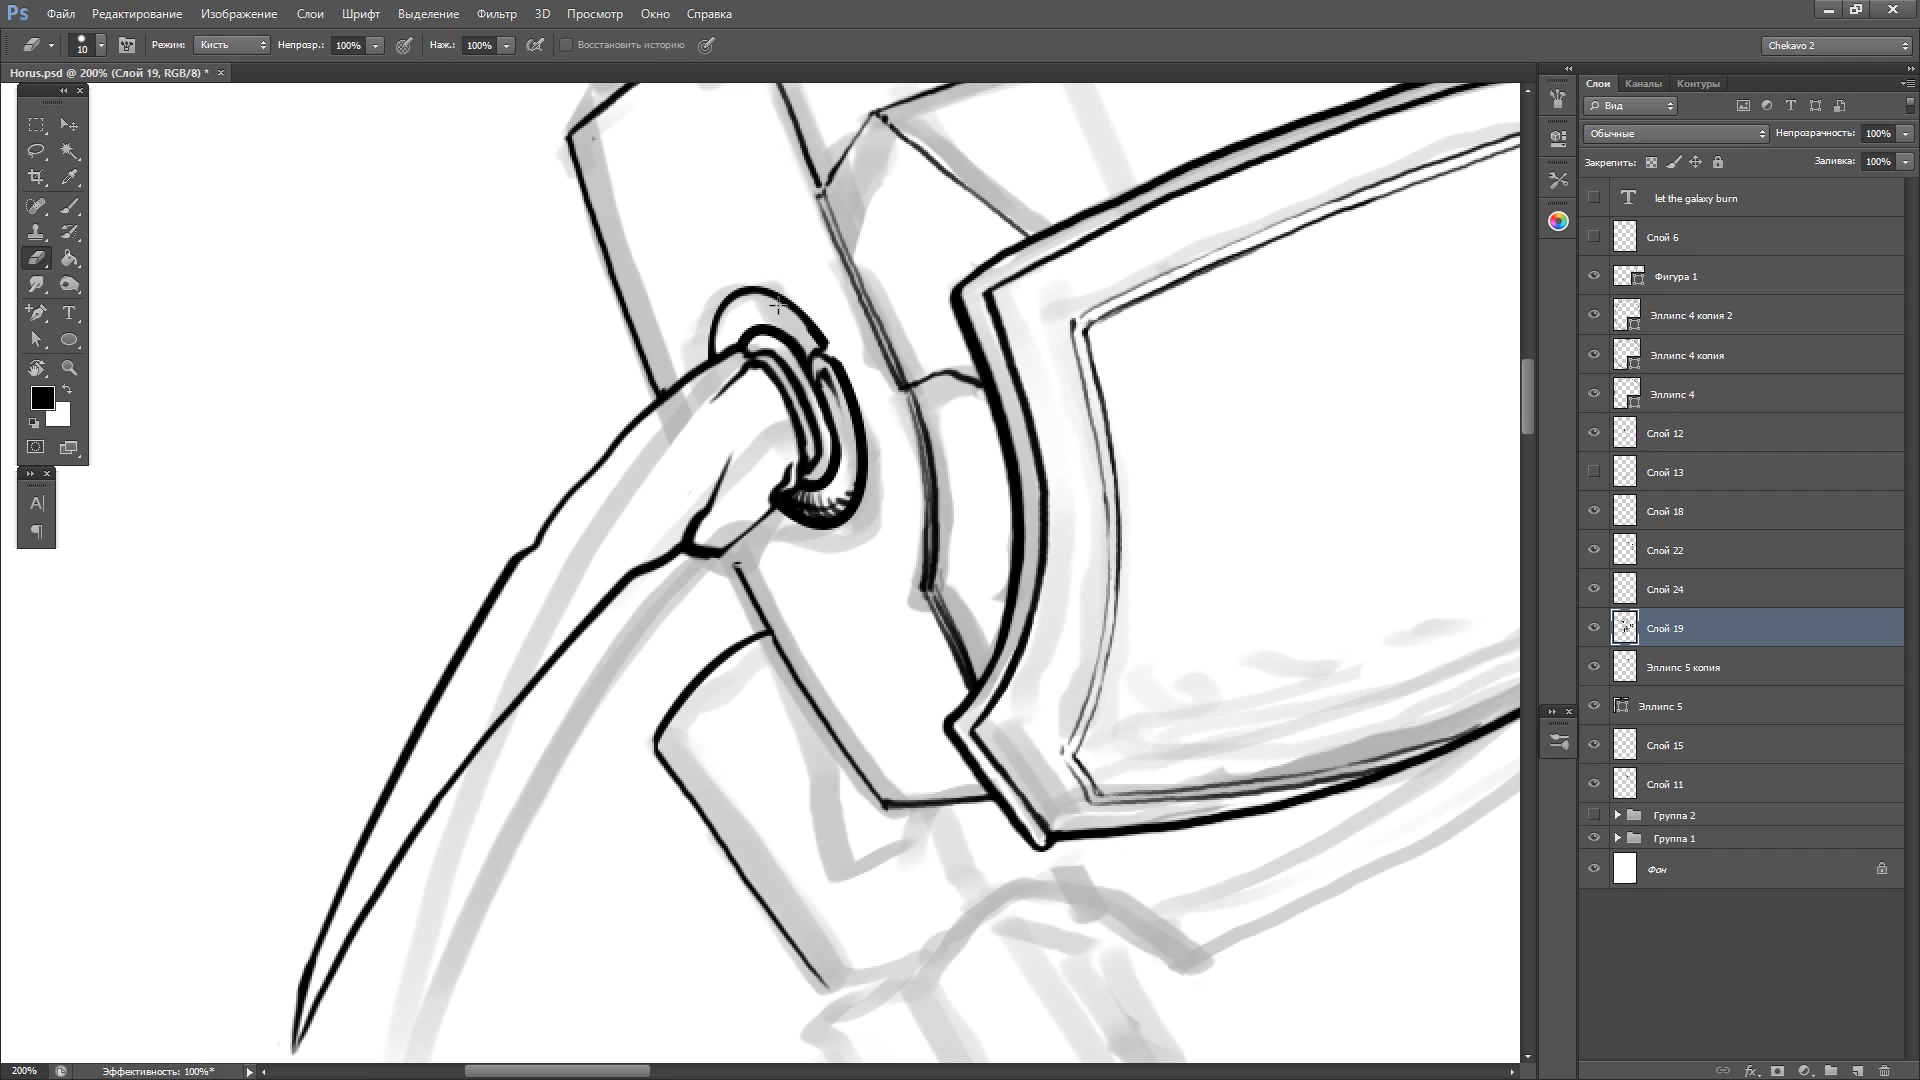 Ps Файл Редактирование Изображение Слои Шрифт Выделение Фильтр 3D Просмотр Окно Справка
10 Режим: Кисть Непрозр.: 100% Наж.: 100% Восстановить историю Chekavo 2
Horus.psd @ 200% (Слой 19, RGB/8) * ×
Слои Каналы Контуры
Вид
Обычные Непрозрачность: 100%
Закрепить: Заливка: 100%
let the galaxy burn
Слой 6
Фигура 1
Эллипс 4 копия 2
Эллипс 4 копия
Эллипс 4
Слой 12
Слой 13
Слой 18
Слой 22
Слой 24
Слой 19
Эллипс 5 копия
Эллипс 5
Слой 15
Слой 11
Группа 2
Группа 1
Фон
200% Эффективность: 100%*